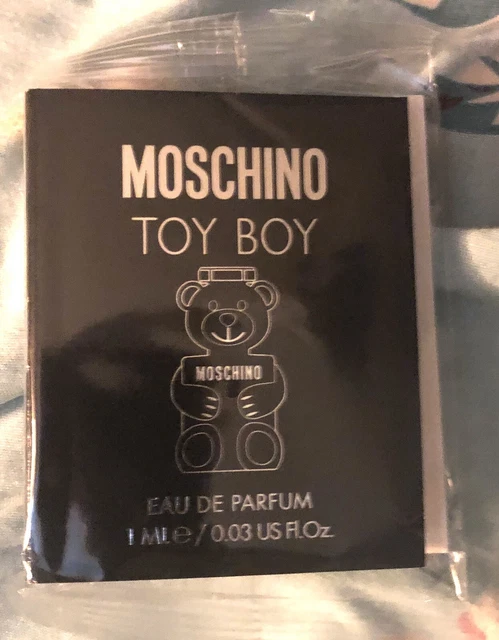 MOSCHINO
TOY BOY
MOSCHINO
EAU DE PARFUM
1 ML ℮ / 0.03 US Fl.Oz.